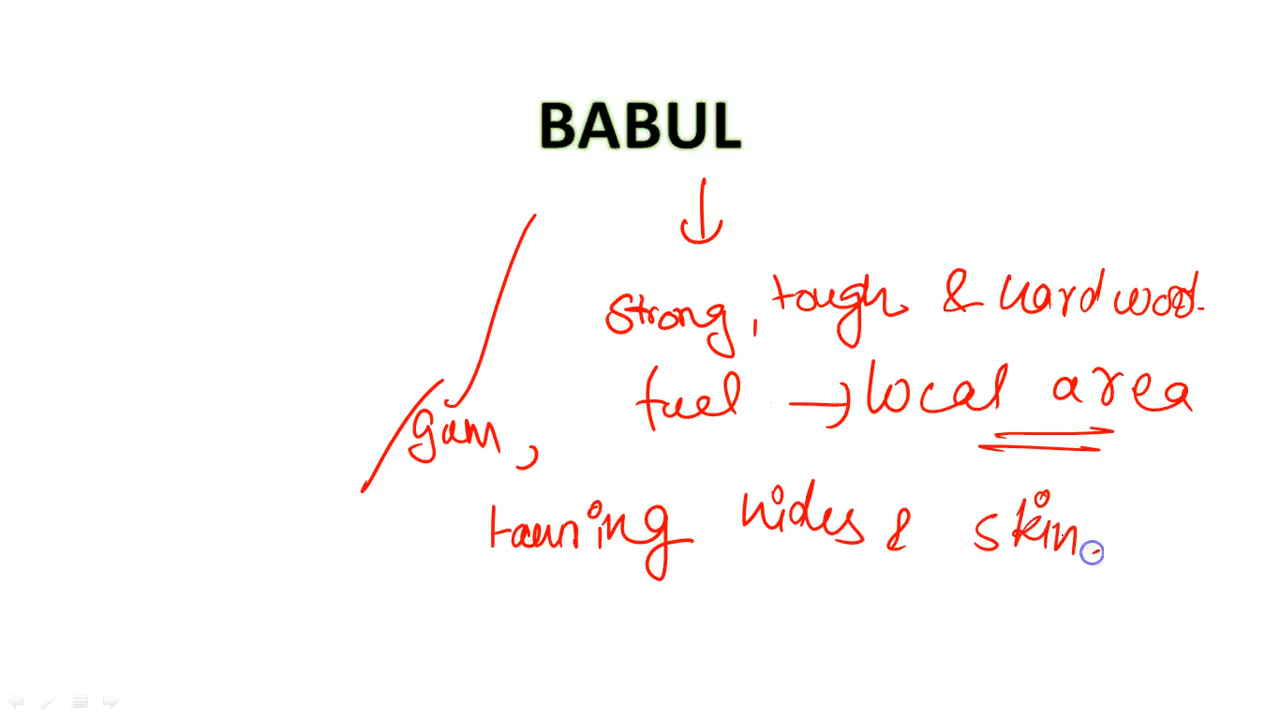 BABUL
strong, tough & hard wood.
fuel → local area
gum,
tanning hides & skin